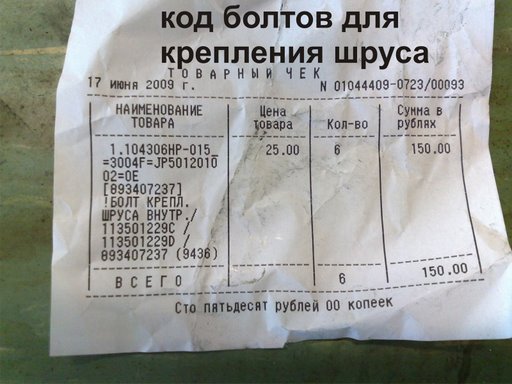 код болтов для
крепления шруса
ТОВАРНЫЙ ЧЕК
17 июня 2009 г. N 01044409-0723/00093
НАИМЕНОВАНИЕ ТОВАРА Цена товара Кол-во Сумма в рублях
1.104306HP-015 25.00 6 150.00
=3004F=JP5012010
02=OE
[893407237]
!БОЛТ КРЕПЛ.
ШРУСА ВНУТР./
113501229C /
113501229D /
893407237 (9436)
ВСЕГО 6 150.00
Сто пятьдесят рублей 00 копеек